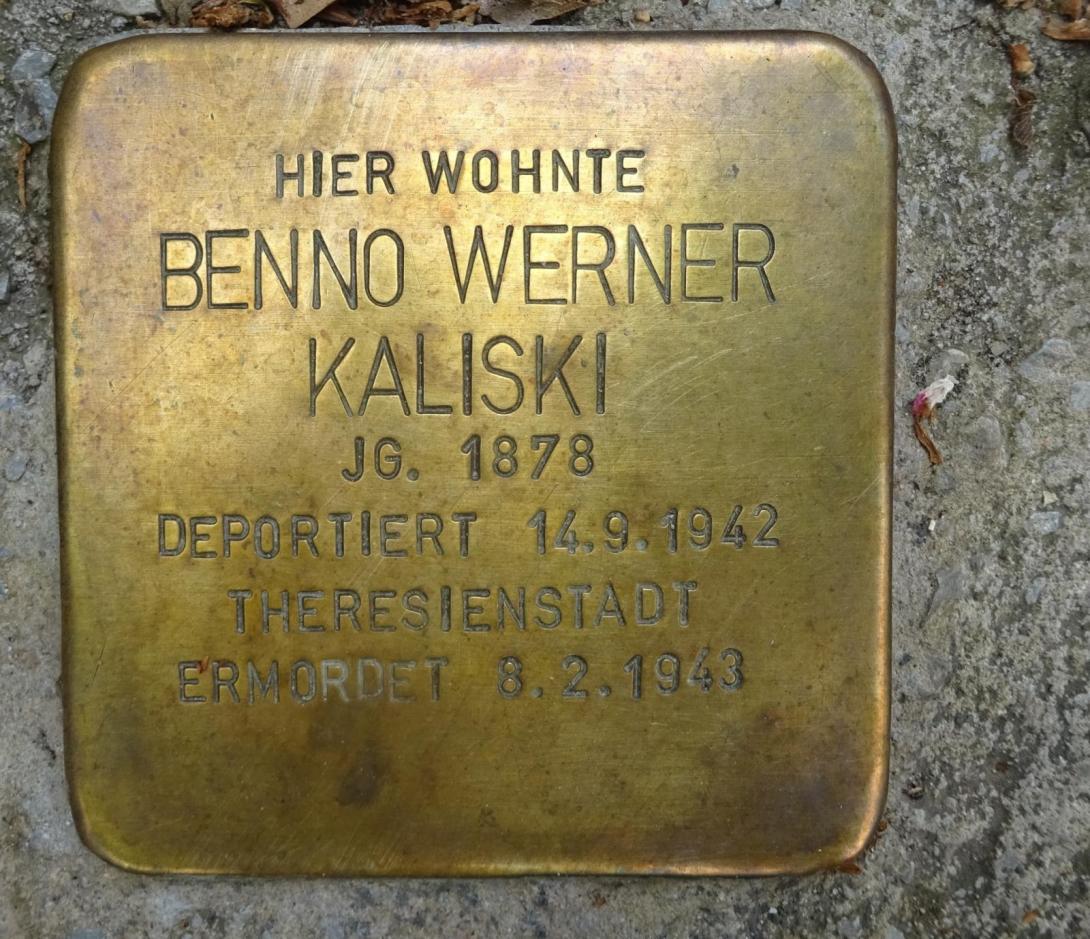 HIER WOHNTE
BENNO WERNER
KALISKI
JG. 1878
DEPORTIERT 14.9.1942
THERESIENSTADT
ERMORDET 8.2.1943